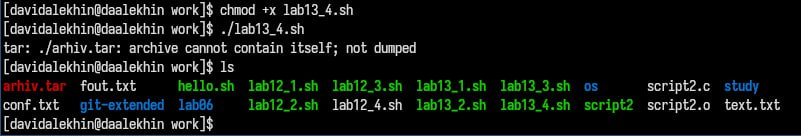 [davidalekhin@daalekhin work]$ chmod +x lab13_4.sh
[davidalekhin@daalekhin work]$ ./lab13_4.sh
tar: ./arhiv.tar: archive cannot contain itself; not dumped
[davidalekhin@daalekhin work]$ ls
arhiv.tar fout.txt hello.sh lab12_1.sh lab12_3.sh lab13_1.sh lab13_3.sh os script2.c study
conf.txt git-extended lab06 lab12_2.sh lab12_4.sh lab13_2.sh lab13_4.sh script2 script2.o text.txt
[davidalekhin@daalekhin work]$